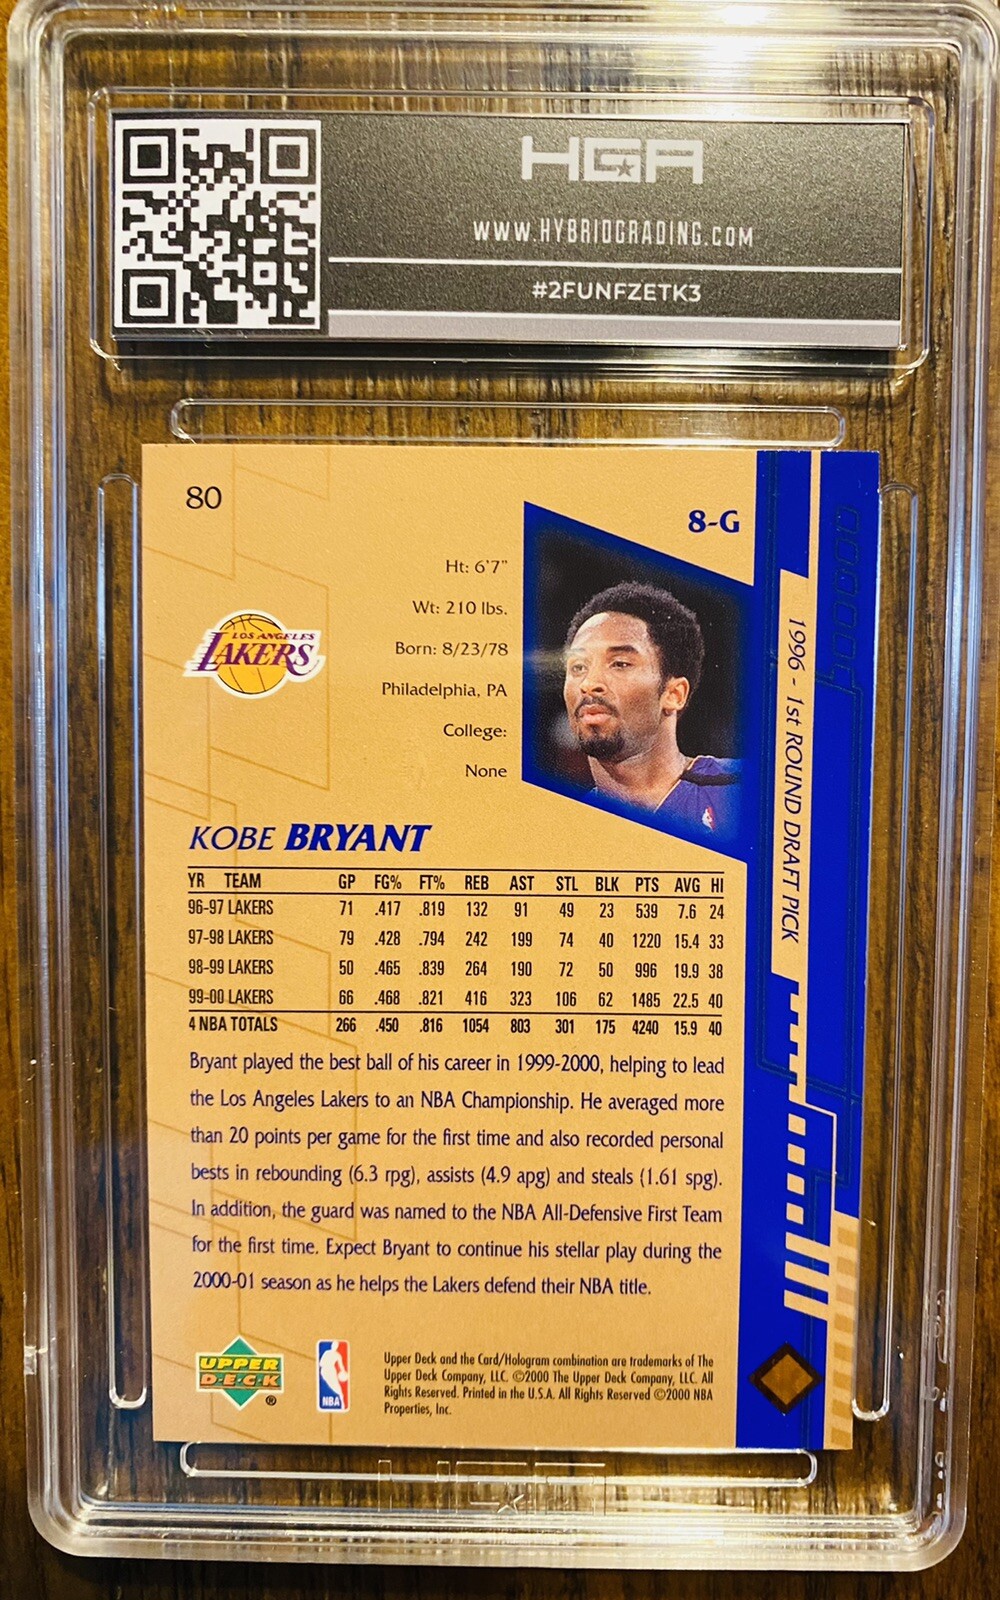 HGA
WWW.HYBRIDGRADING.COM
#2FUNFZETK3
80
8-G
Ht: 6'7"
Wt: 210 lbs.
Born: 8/23/78
Philadelphia, PA
College:
None
LOS ANGELES
LAKERS
1996 - 1st ROUND DRAFT PICK
KOBE BRYANT
YR TEAM GP FG% FT% REB AST STL BLK PTS AVG HI
96-97 LAKERS 71 .417 .819 132 91 49 23 539 7.6 24
97-98 LAKERS 79 .428 .794 242 199 74 40 1220 15.4 33
98-99 LAKERS 50 .465 .839 264 190 72 50 996 19.9 38
99-00 LAKERS 66 .468 .821 416 323 106 62 1485 22.5 40
4 NBA TOTALS 266 .450 .816 1054 803 301 175 4240 15.9 40
Bryant played the best ball of his career in 1999-2000, helping to lead
the Los Angeles Lakers to an NBA Championship. He averaged more
than 20 points per game for the first time and also recorded personal
bests in rebounding (6.3 rpg), assists (4.9 apg) and steals (1.61 spg).
In addition, the guard was named to the NBA All-Defensive First Team
for the first time. Expect Bryant to continue his stellar play during the
2000-01 season as he helps the Lakers defend their NBA title.
UPPER
DECK
®
NBA
Upper Deck and the Card/Hologram combination are trademarks of The
Upper Deck Company, LLC. ©2000 The Upper Deck Company, LLC. All
Rights Reserved. Printed in the U.S.A. All Rights Reserved ©2000 NBA
Properties, Inc.
HGA